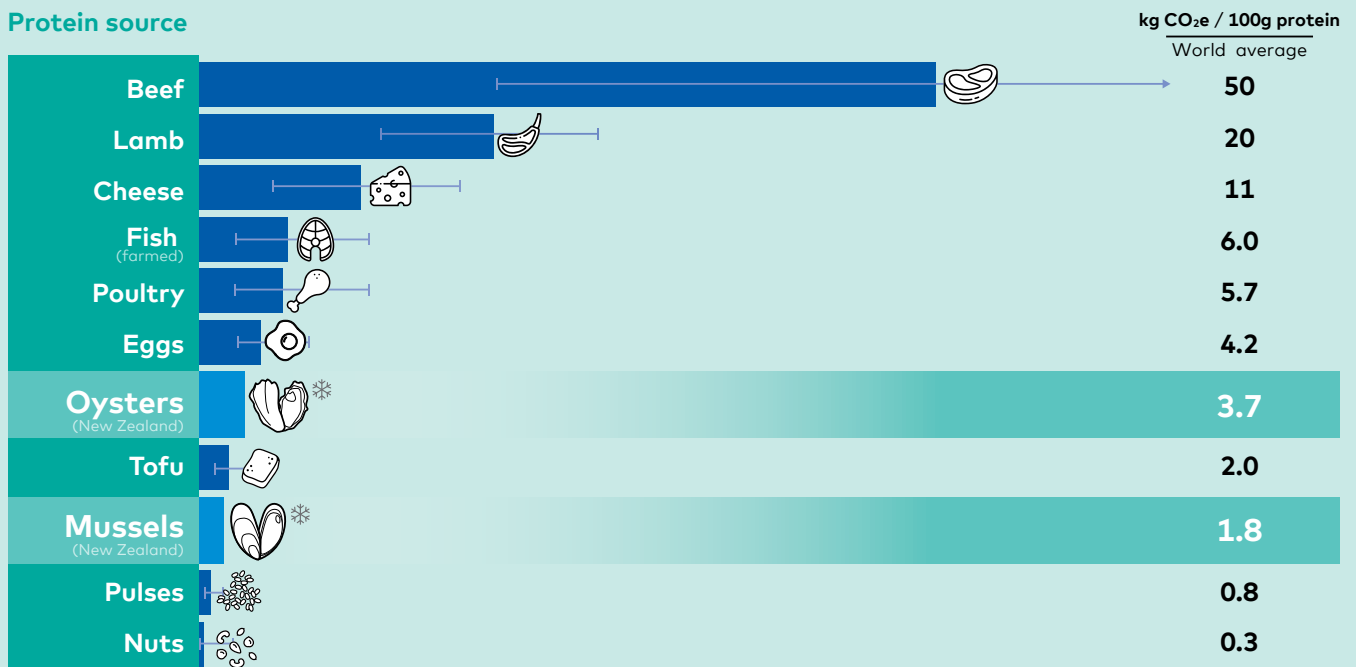 Protein source
kg CO₂e / 100g protein
World average
Beef
50
Lamb
20
Cheese
11
Fish
(farmed)
6.0
Poultry
5.7
Eggs
4.2
Oysters
(New Zealand)
3.7
Tofu
2.0
Mussels
(New Zealand)
1.8
Pulses
0.8
Nuts
0.3